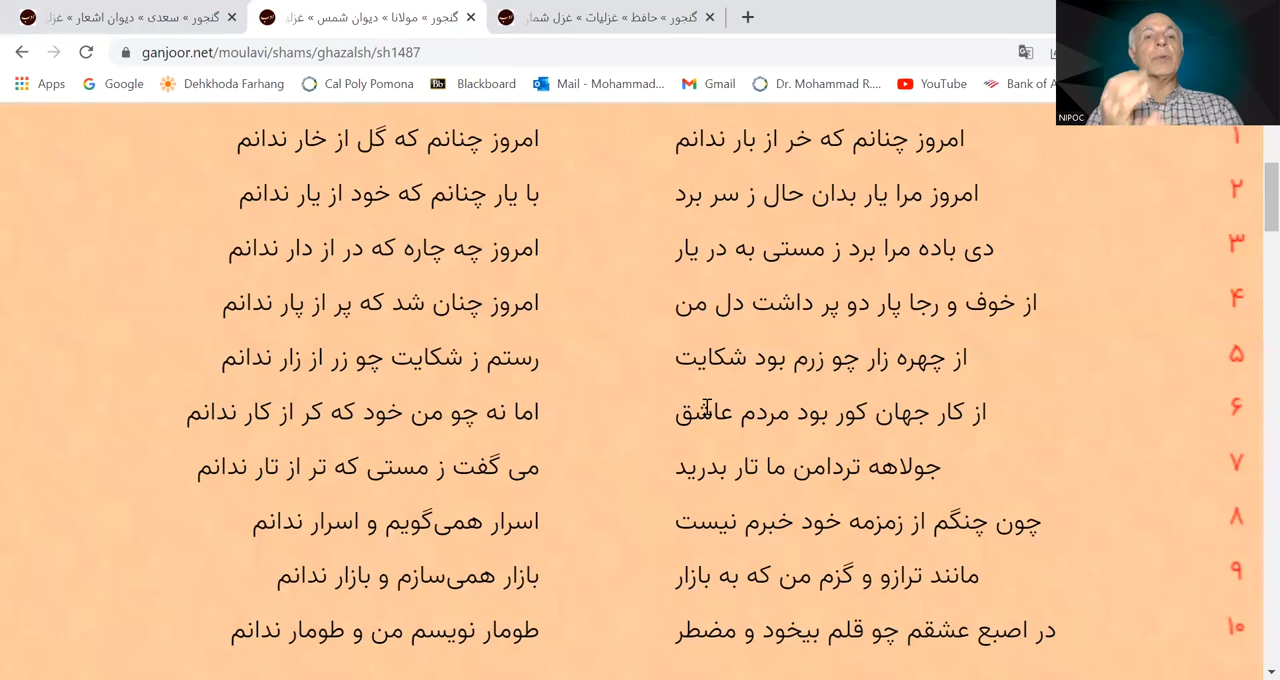 گنجور » سعدی » دیوان اشعار » غزلی
گنجور » مولانا » دیوان شمس » غزلی
گنجور » حافظ » غزلیات » غزل شمار
ganjoor.net/moulavi/shams/ghazalsh/sh1487
Apps Google Dehkhoda Farhang Cal Poly Pomona Blackboard Mail - Mohammad... Gmail Dr. Mohammad R.... YouTube Bank of A
NIPOC
۱ امروز چنانم که خر از بار ندانم امروز چنانم که گل از خار ندانم
۲ امروز مرا یار بدان حال ز سر برد با یار چنانم که خود از یار ندانم
۳ دی باده مرا برد ز مستی به در یار امروز چه چاره که در از دار ندانم
۴ از خوف و رجا پار دو پر داشت دل من امروز چنان شد که پر از پار ندانم
۵ از چهره زار چو زرم بود شکایت رستم ز شکایت چو زر از زار ندانم
۶ از کار جهان کور بود مردم عاشق اما نه چو من خود که کر از کار ندانم
۷ جولاهه تردامن ما تار بدرید می گفت ز مستی که تر از تار ندانم
۸ چون چنگم از زمزمه خود خبرم نیست اسرار همی‌گویم و اسرار ندانم
۹ مانند ترازو و گزم من که به بازار بازار همی‌سازم و بازار ندانم
۱۰ در اصبع عشقم چو قلم بیخود و مضطر طومار نویسم من و طومار ندانم